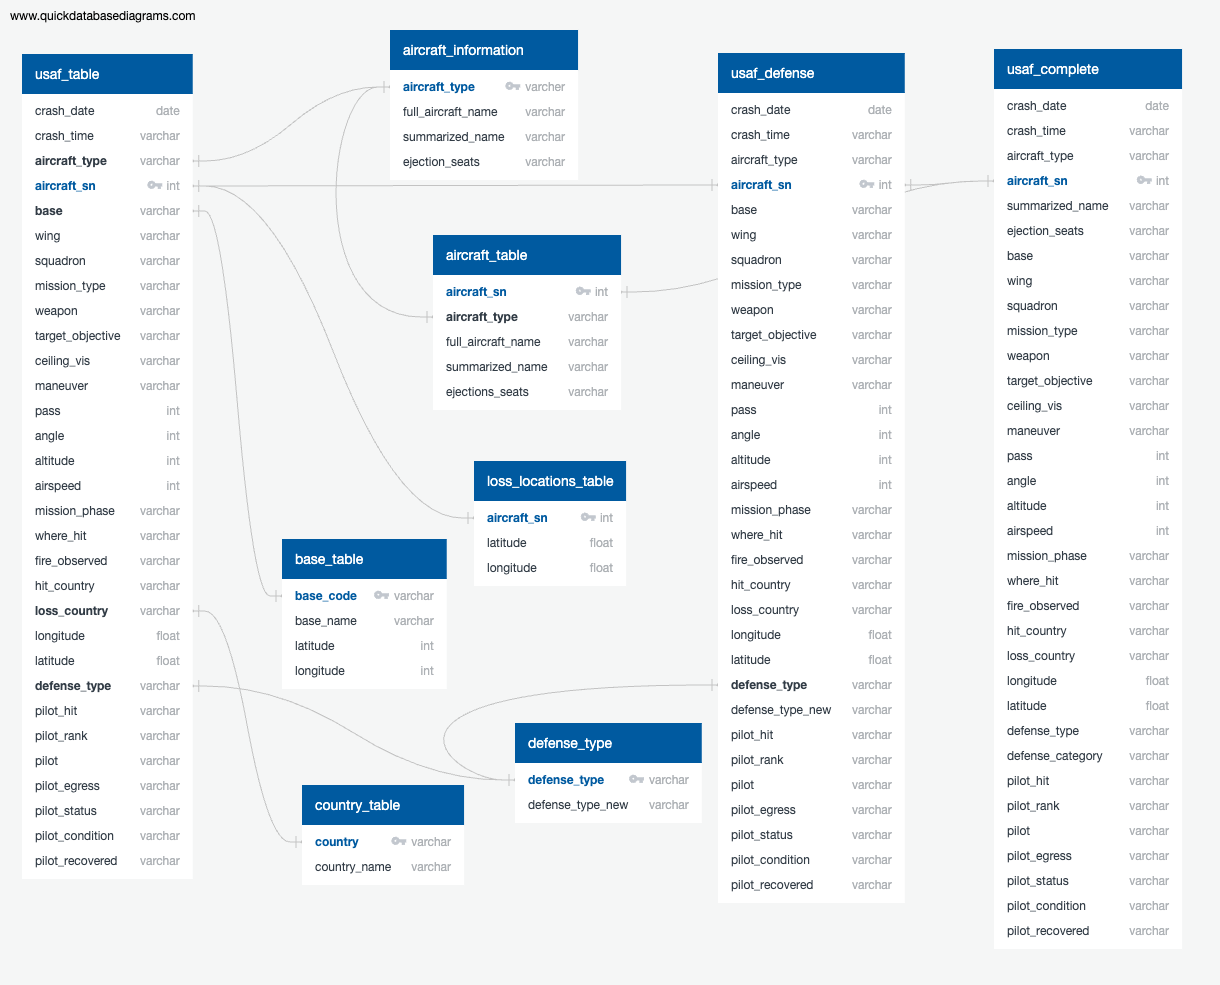 www.quickdatabasediagrams.com
usaf_table
crash_date date
crash_time varchar
aircraft_type varchar
aircraft_sn int
base varchar
wing varchar
squadron varchar
mission_type varchar
weapon varchar
target_objective varchar
ceiling_vis varchar
maneuver varchar
pass int
angle int
altitude int
airspeed int
mission_phase varchar
where_hit varchar
fire_observed varchar
hit_country varchar
loss_country varchar
longitude float
latitude float
defense_type varchar
pilot_hit varchar
pilot_rank varchar
pilot varchar
pilot_egress varchar
pilot_status varchar
pilot_condition varchar
pilot_recovered varchar
aircraft_information
aircraft_type varcher
full_aircraft_name varchar
summarized_name varchar
ejection_seats varchar
aircraft_table
aircraft_sn int
aircraft_type varchar
full_aircraft_name varchar
summarized_name varchar
ejections_seats varchar
loss_locations_table
aircraft_sn int
latitude float
longitude float
base_table
base_code varchar
base_name varchar
latitude int
longitude int
defense_type
defense_type varchar
defense_type_new varchar
country_table
country varchar
country_name varchar
usaf_defense
crash_date date
crash_time varchar
aircraft_type varchar
aircraft_sn int
base varchar
wing varchar
squadron varchar
mission_type varchar
weapon varchar
target_objective varchar
ceiling_vis varchar
maneuver varchar
pass int
angle int
altitude int
airspeed int
mission_phase varchar
where_hit varchar
fire_observed varchar
hit_country varchar
loss_country varchar
longitude float
latitude float
defense_type varchar
defense_type_new varchar
pilot_hit varchar
pilot_rank varchar
pilot varchar
pilot_egress varchar
pilot_status varchar
pilot_condition varchar
pilot_recovered varchar
usaf_complete
crash_date date
crash_time varchar
aircraft_type varchar
aircraft_sn int
summarized_name varchar
ejection_seats varchar
base varchar
wing varchar
squadron varchar
mission_type varchar
weapon varchar
target_objective varchar
ceiling_vis varchar
maneuver varchar
pass int
angle int
altitude int
airspeed int
mission_phase varchar
where_hit varchar
fire_observed varchar
hit_country varchar
loss_country varchar
longitude float
latitude float
defense_type varchar
defense_category varchar
pilot_hit varchar
pilot_rank varchar
pilot varchar
pilot_egress varchar
pilot_status varchar
pilot_condition varchar
pilot_recovered varchar